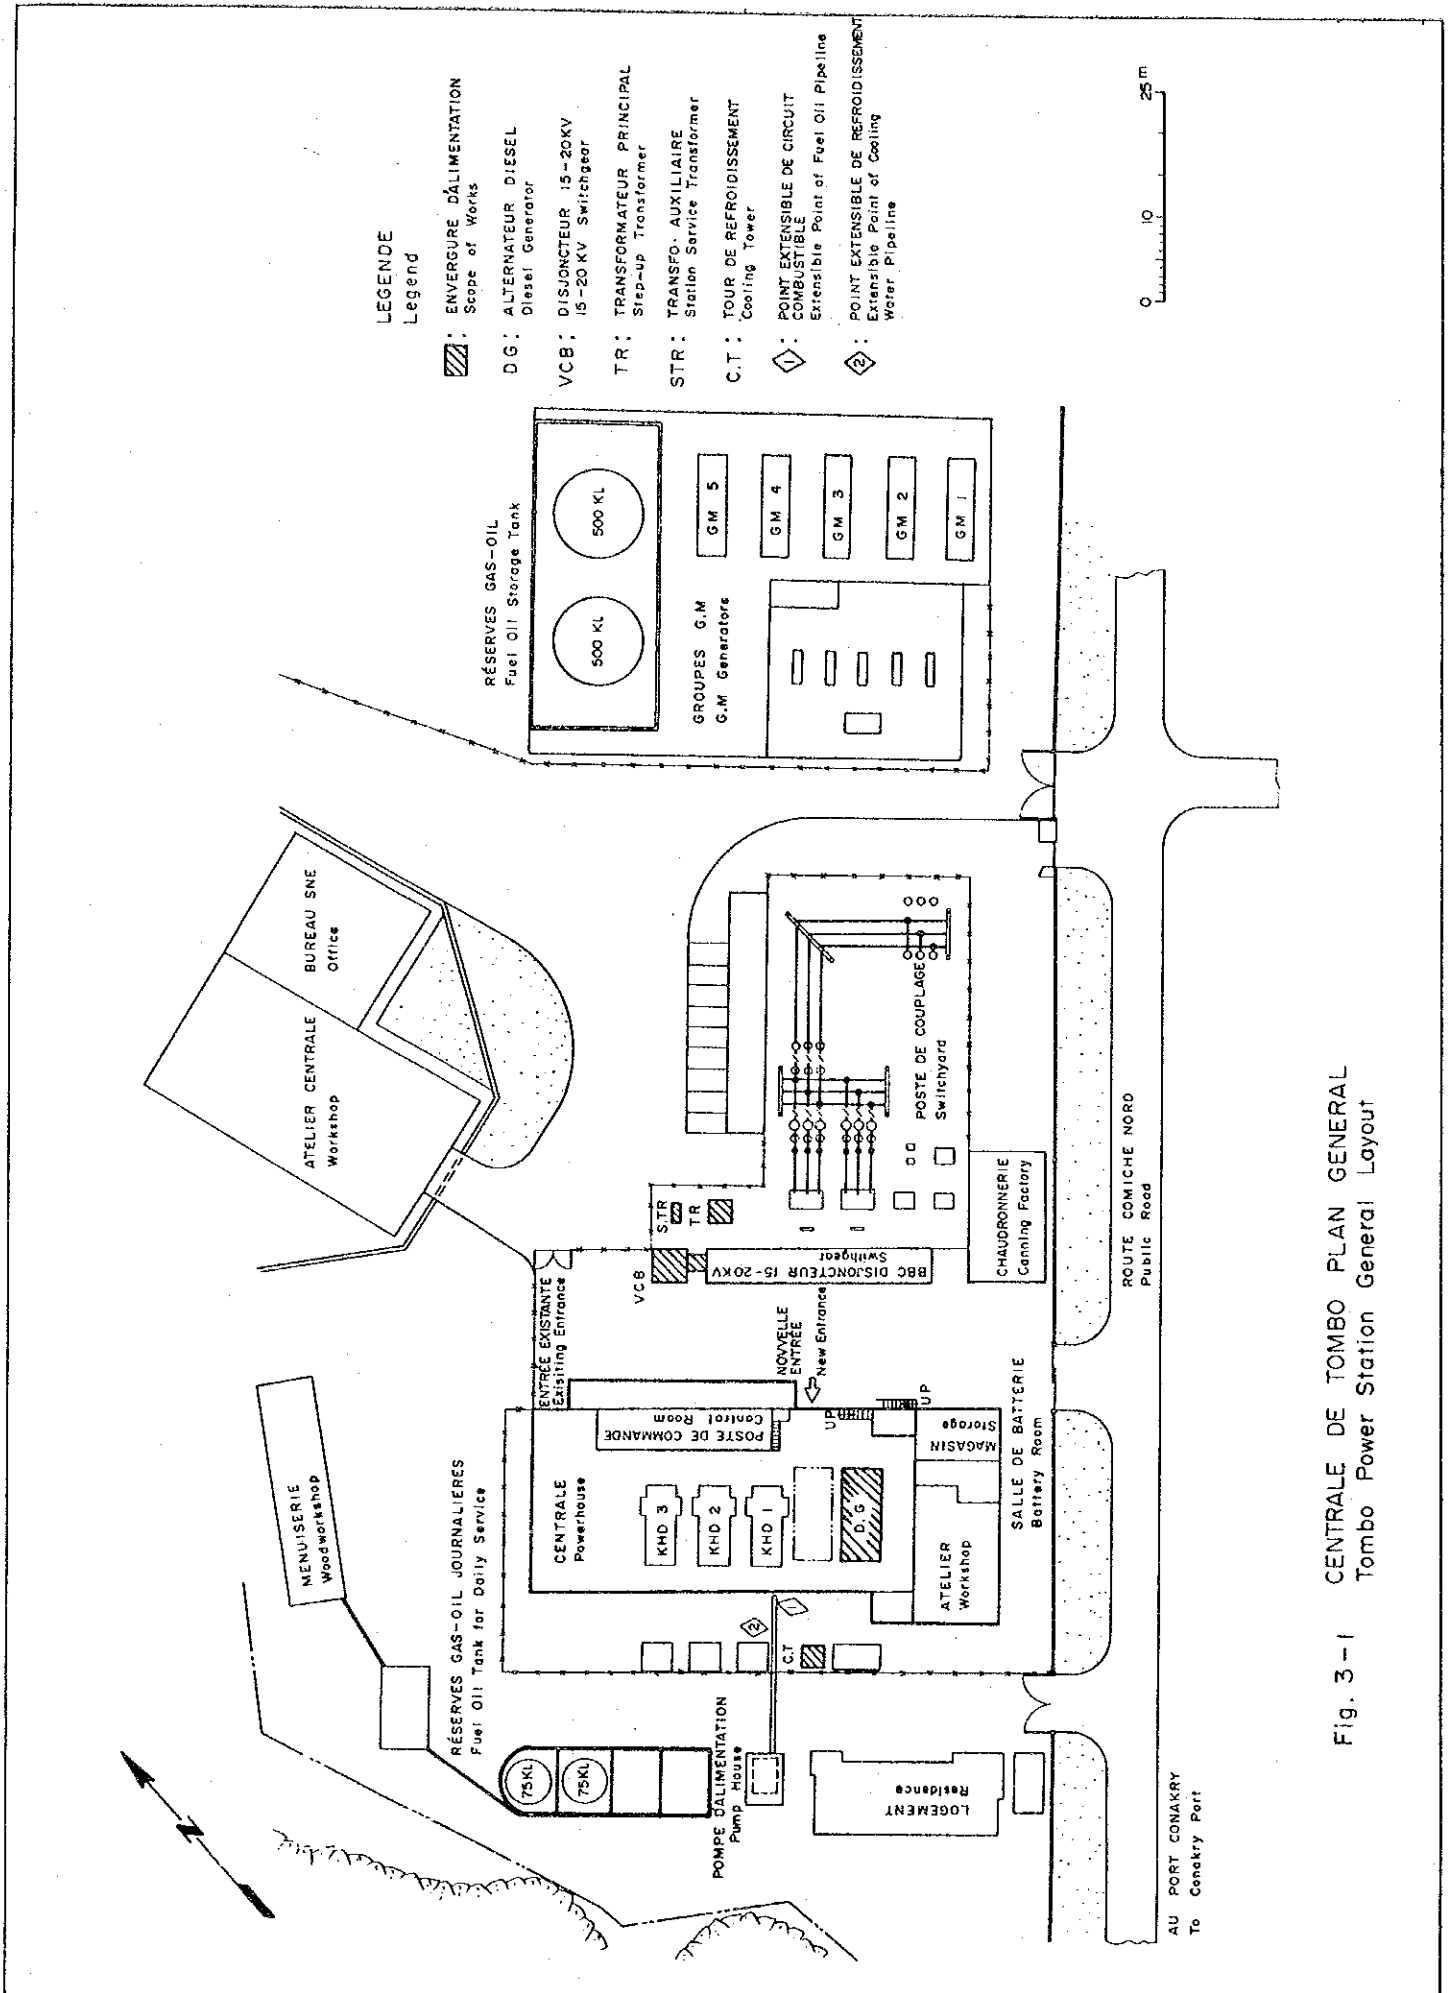 LEGENDE
Legend
: ENVERGURE D'ALIMENTATION
Scope of Works
DG : ALTERNATEUR DIESEL
Diesel Generator
VCB : DISJONCTEUR 15-20KV
15-20 KV Switchgear
TR : TRANSFORMATEUR PRINCIPAL
Step-up Transformer
STR : TRANSFO. AUXILIAIRE
Station Service Transformer
C.T : TOUR DE REFROIDISSEMENT
Cooling Tower
1 : POINT EXTENSIBLE DE CIRCUIT
COMBUSTIBLE
Extensible Point of Fuel Oil Pipeline
2 : POINT EXTENSIBLE DE REFROIDISSEMENT
Extensible Point of Cooling
Water Pipeline
0 10 25m
RÉSERVES GAS-OIL
Fuel Oil Storage Tank
500 KL
500 KL
GROUPES G.M
G.M Generators
GM 5
GM 4
GM 3
GM 2
GM 1
BUREAU SNE
Office
ATELIER CENTRALE
Workshop
POSTE DE COUPLAGE
Switchyard
S.TR
TR
VCB
BBC DISJONCTEUR 15-20KV
Swithgear
CHAUDRONNERIE
Canning Factory
ROUTE COMICHE NORD
Public Road
ENTRÉE EXISTANTE
Exisiting Entrance
NOUVELLE
ENTRÉE
New Entrance
MENUISERIE
Woodworkshop
RÉSERVES GAS-OIL JOURNALIERES
Fuel Oil Tank for Daily Service
75KL
75KL
CENTRALE
Powerhouse
POSTE DE COMMANDE
Control Room
KHD 3
KHD 2
KHD 1
D.G
UP
UP
MAGASIN
Storage
SALLE DE BATTERIE
Battery Room
ATELIER
Workshop
2
1
C.T
POMPE D'ALIMENTATION
Pump House
LOGEMENT
Residence
N
AU PORT CONAKRY
To Conakry Port
Fig. 3-1 CENTRALE DE TOMBO PLAN GENERAL
Tombo Power Station General Layout